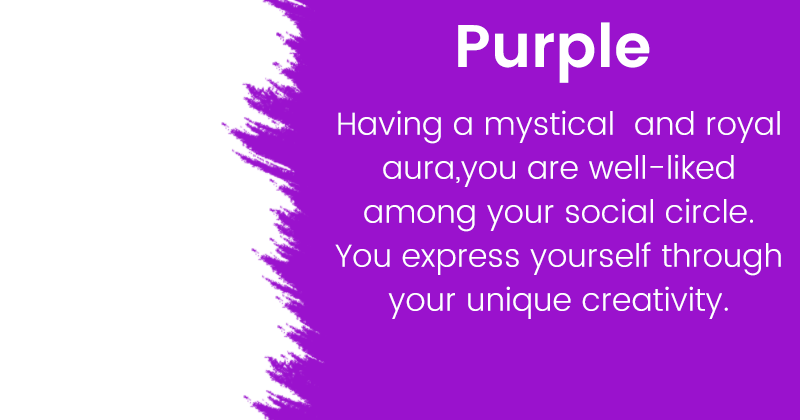 Purple
Having a mystical  and royal
aura,you are well-liked
among your social circle.
You express yourself through
your unique creativity.